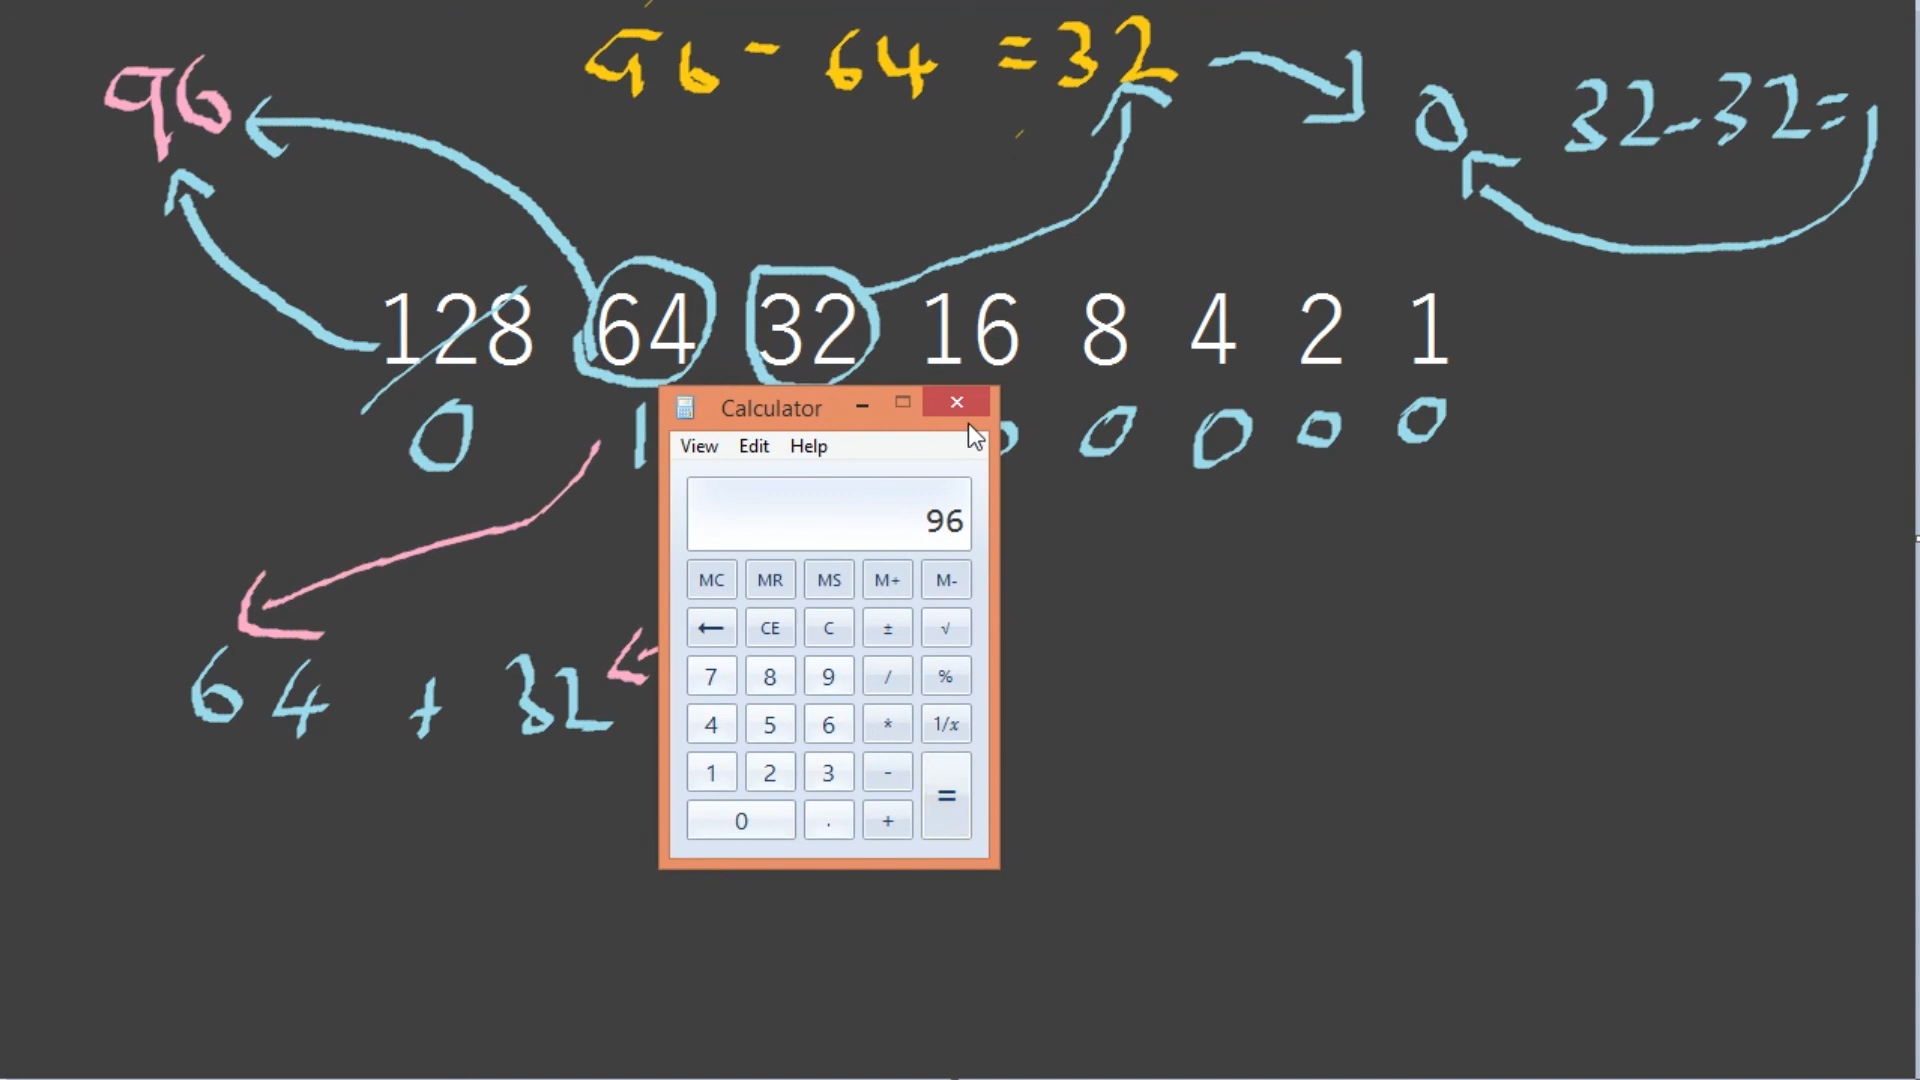 96 - 64 = 32
96
0 32-32=
128 64 32 16 8 4 2 1
0 1 0 0 0 0
Calculator
View Edit Help
96
MC MR MS M+ M-
← CE C ± √
7 8 9 / %
4 5 6 * 1/x
1 2 3 - =
0 . +
64 + 32